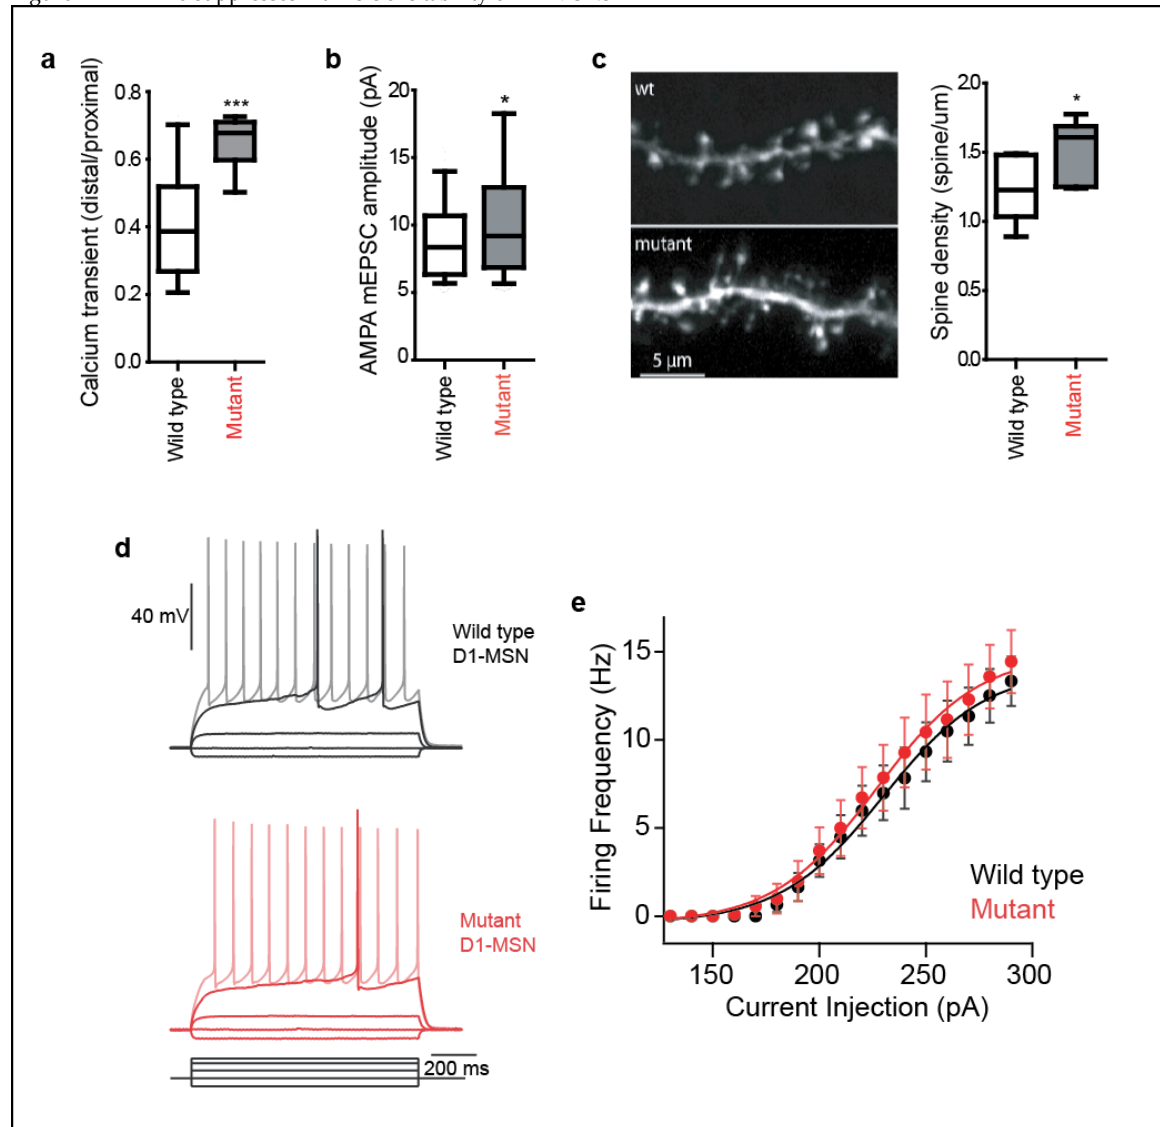 a
Calcium transient (distal/proximal)
0.8
0.6
0.4
0.2
0.0
***
Wild type
Mutant
b
AMPA mEPSC amplitude (pA)
20
15
10
5
0
*
Wild type
Mutant
c
wt
mutant
5 µm
Spine density (spine/um)
2.0
1.5
1.0
0.5
0.0
*
Wild type
Mutant
d
40 mV
Wild type
D1-MSN
Mutant
D1-MSN
200 ms
e
Firing Frequency (Hz)
15
10
5
0
Wild type
Mutant
150
200
250
300
Current Injection (pA)